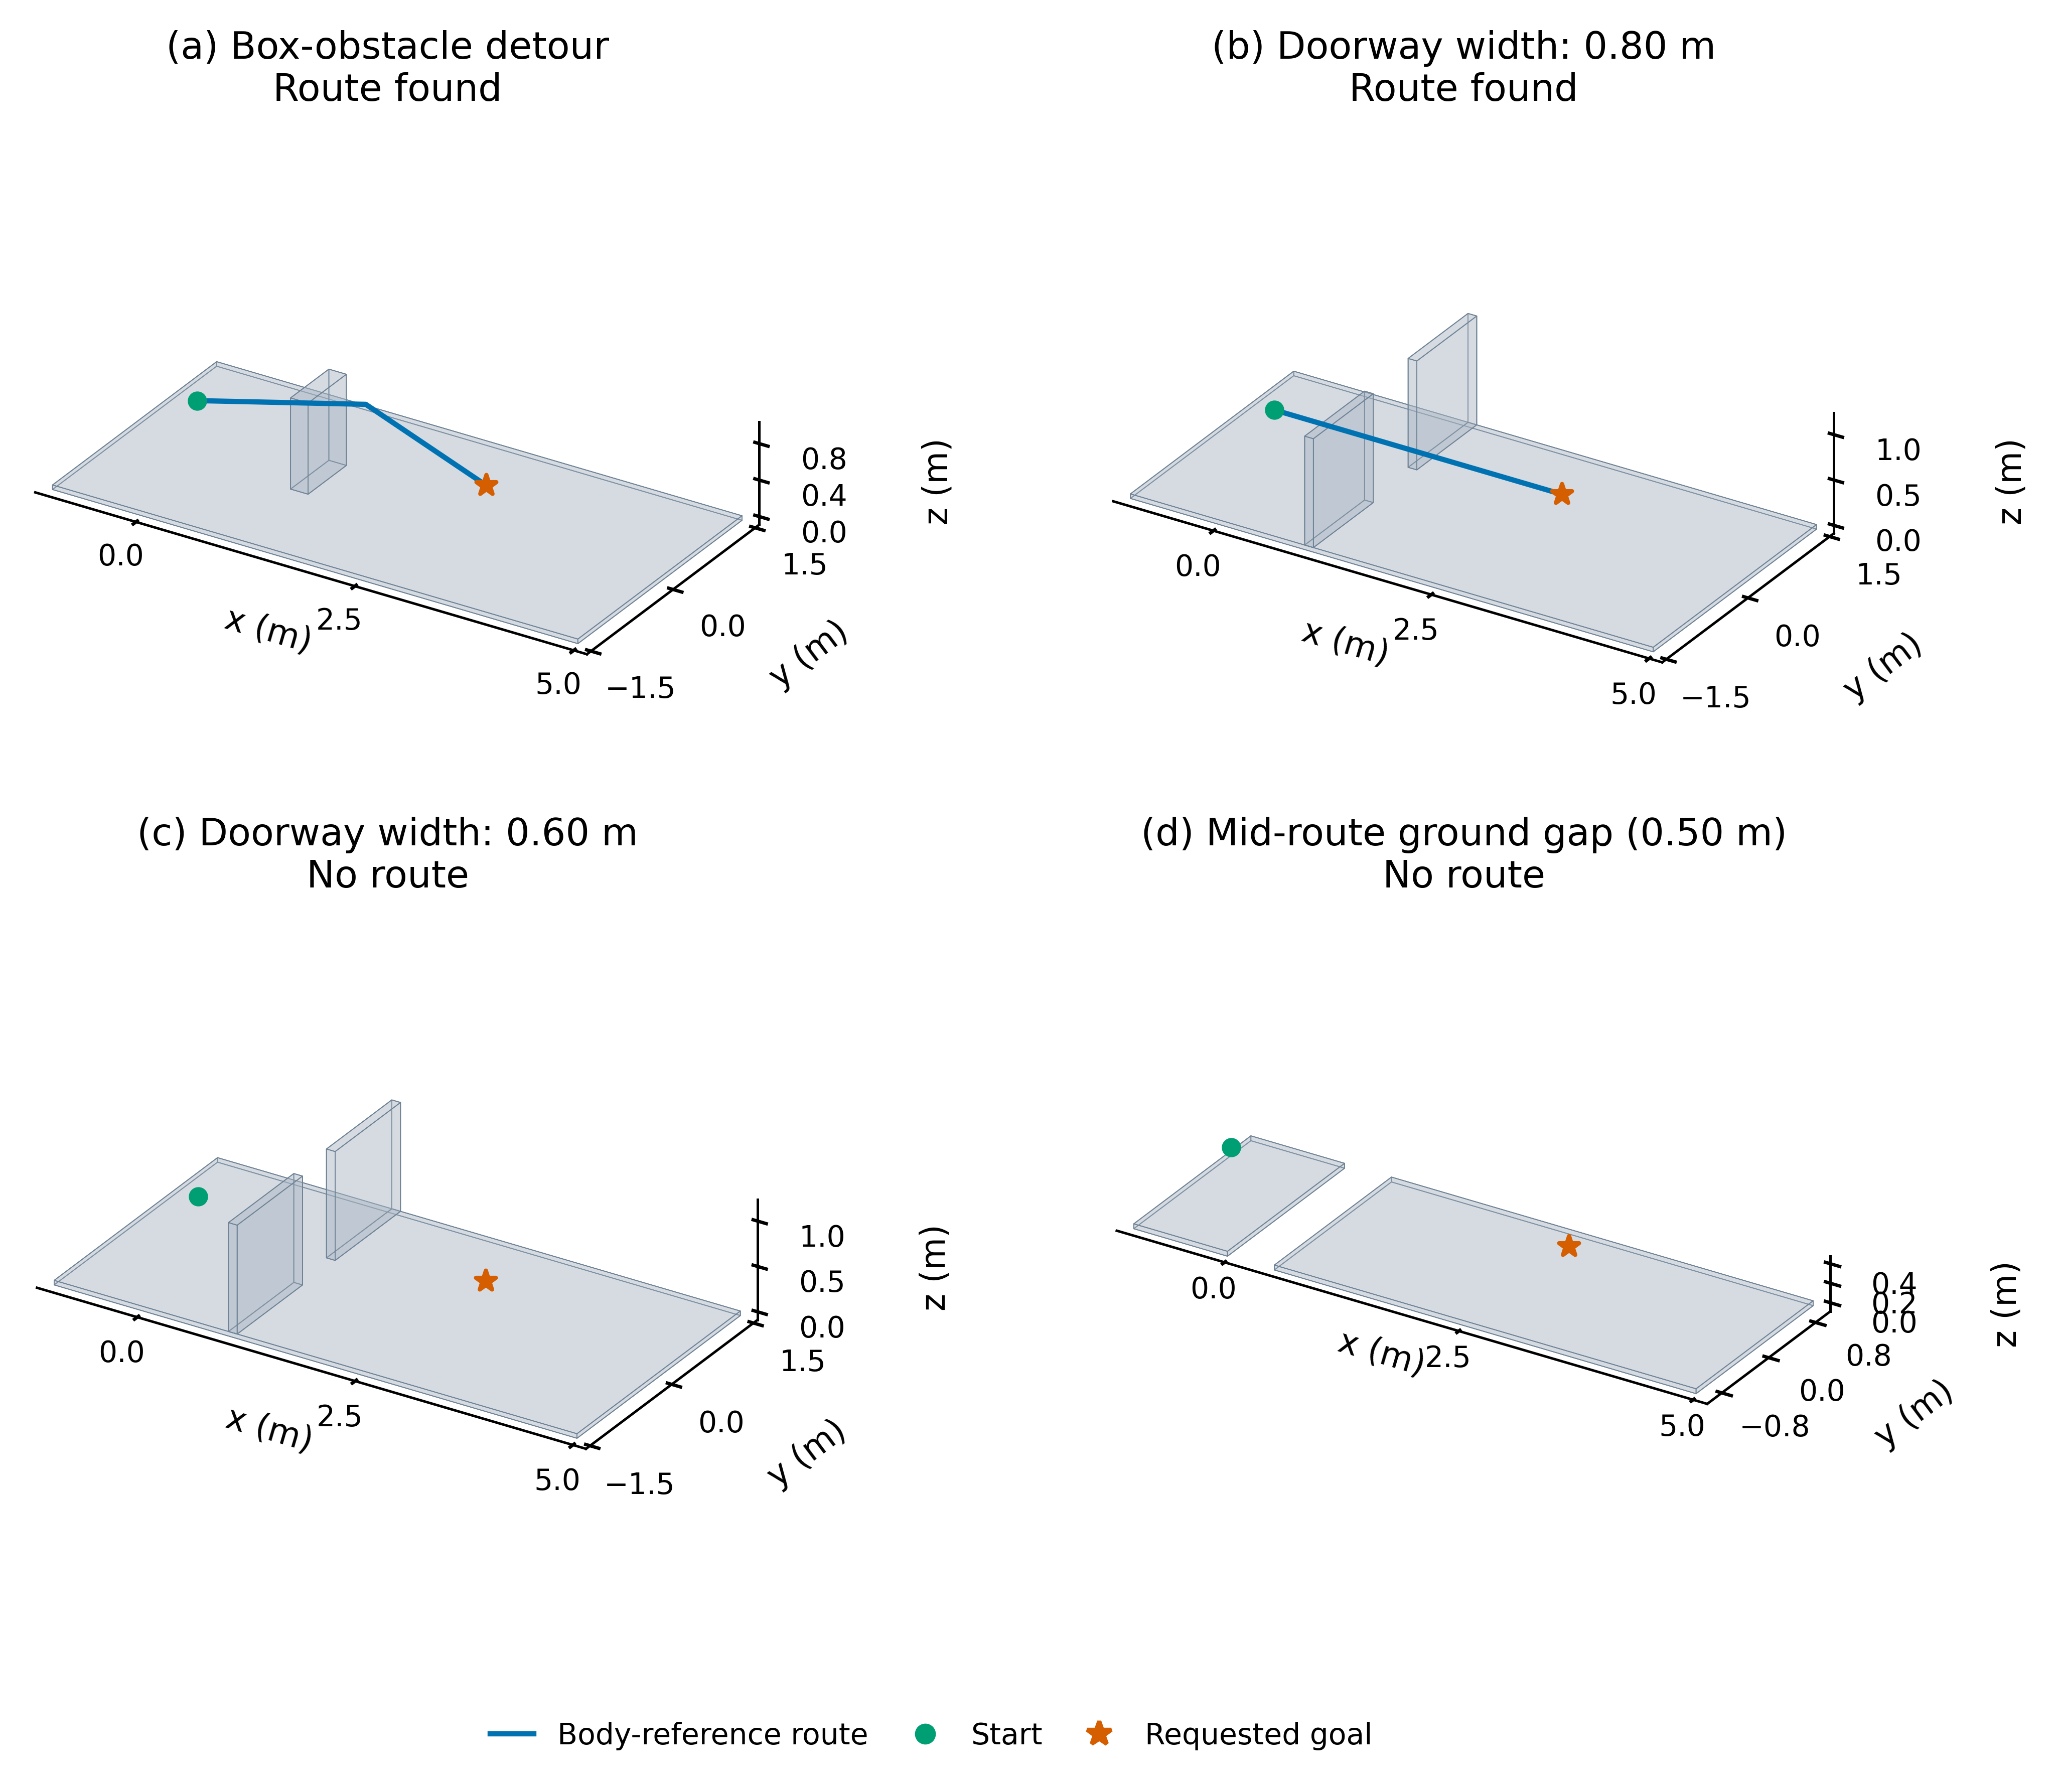 (a) Box-obstacle detour
Route found
0.8
0.4
0.0
z (m)
1.5
0.0
−1.5
y (m)
0.0
2.5
5.0
x (m)
(b) Doorway width: 0.80 m
Route found
1.0
0.5
0.0
z (m)
1.5
0.0
−1.5
y (m)
0.0
2.5
5.0
x (m)
(c) Doorway width: 0.60 m
No route
1.0
0.5
0.0
z (m)
1.5
0.0
−1.5
y (m)
0.0
2.5
5.0
x (m)
(d) Mid-route ground gap (0.50 m)
No route
0.4
0.2
0.0
z (m)
0.8
0.0
−0.8
y (m)
0.0
2.5
5.0
x (m)
Body-reference route
Start
Requested goal